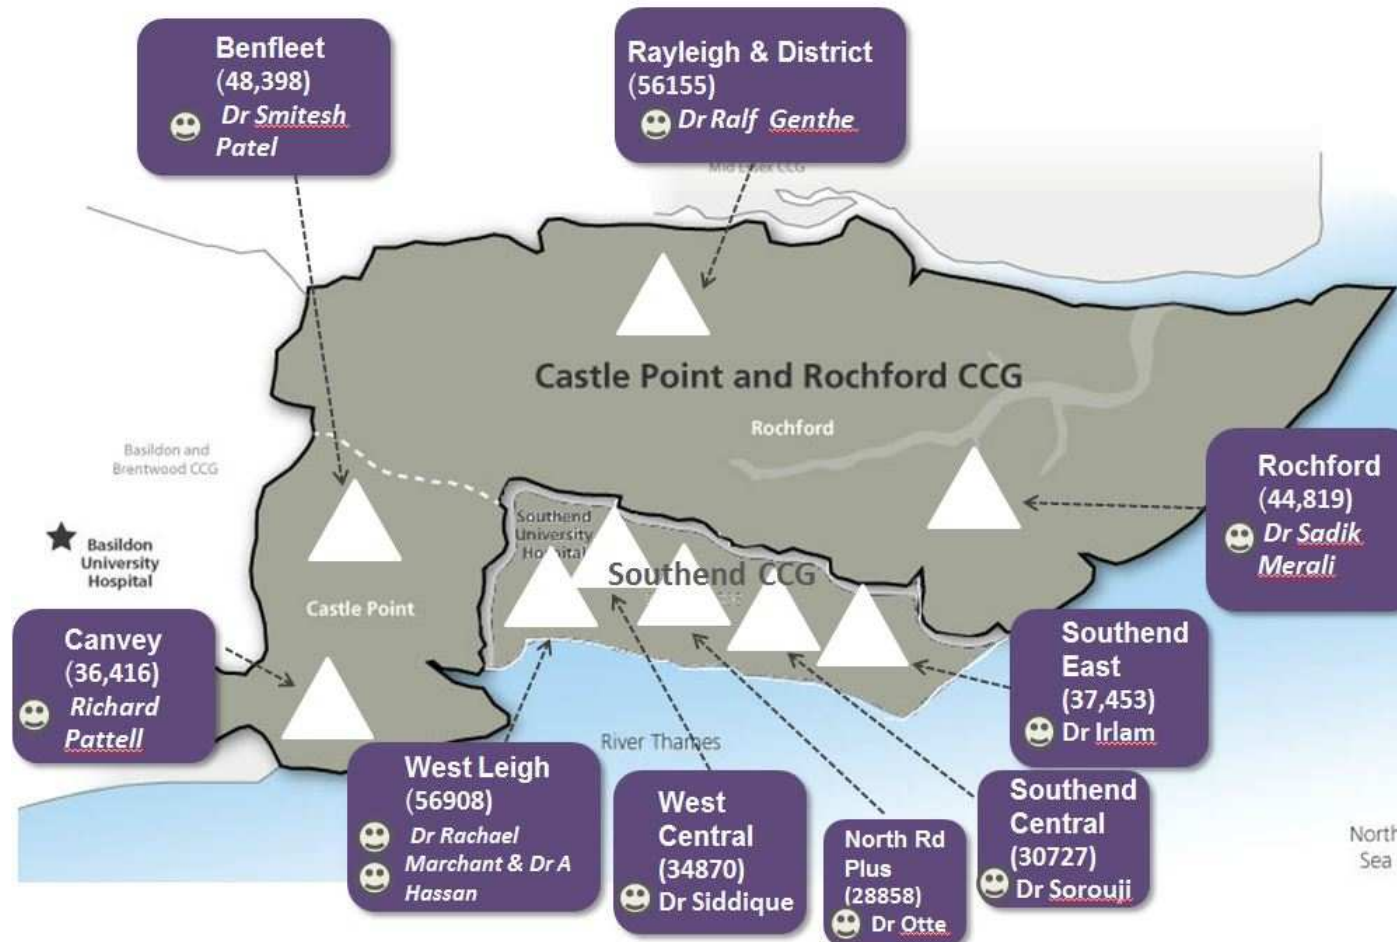 Benfleet
(48,398)
Dr Smitesh
Patel
Rayleigh & District
(56155)
Dr Ralf Genthe
Mid Essex CCG
Castle Point and Rochford CCG
Rochford
Basildon and
Brentwood CCG
Basildon
University
Hospital
Rochford
(44,819)
Dr Sadik
Merali
Southend
University
Hospital
Southend CCG
Castle Point
Canvey
(36,416)
Richard
Pattell
Southend
East
(37,453)
Dr Irlam
River Thames
West Leigh
(56908)
Dr Rachael
Marchant & Dr A
Hassan
West
Central
(34870)
Dr Siddique
North Rd
Plus
(28858)
Dr Otte
Southend
Central
(30727)
Dr Sorouji
North
Sea